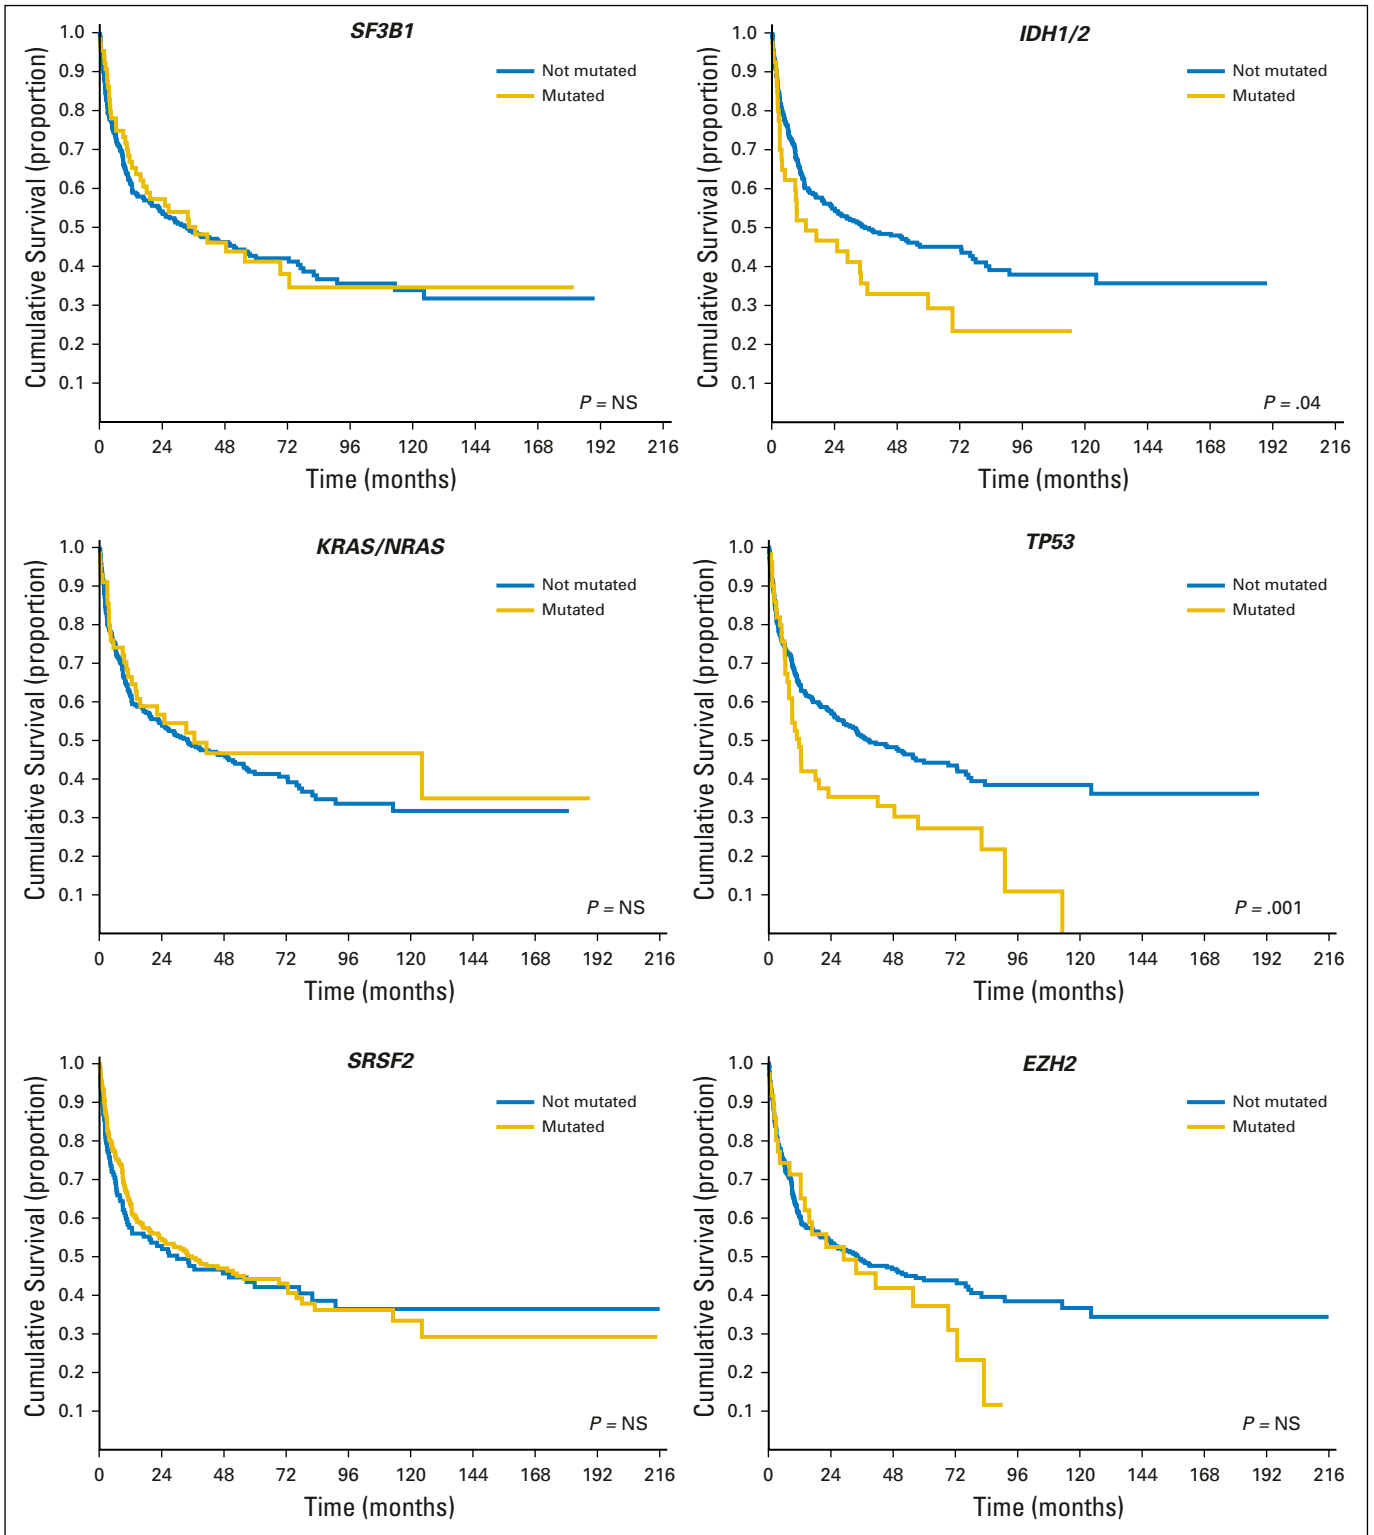 SF3B1
Cumulative Survival (proportion)
1.0
0.9
0.8
0.7
0.6
0.5
0.4
0.3
0.2
0.1
Not mutated
Mutated
P = NS
0 24 48 72 96 120 144 168 192 216
Time (months)
IDH1/2
Cumulative Survival (proportion)
1.0
0.9
0.8
0.7
0.6
0.5
0.4
0.3
0.2
0.1
Not mutated
Mutated
P = .04
0 24 48 72 96 120 144 168 192 216
Time (months)
KRAS/NRAS
Cumulative Survival (proportion)
1.0
0.9
0.8
0.7
0.6
0.5
0.4
0.3
0.2
0.1
Not mutated
Mutated
P = NS
0 24 48 72 96 120 144 168 192 216
Time (months)
TP53
Cumulative Survival (proportion)
1.0
0.9
0.8
0.7
0.6
0.5
0.4
0.3
0.2
0.1
Not mutated
Mutated
P = .001
0 24 48 72 96 120 144 168 192 216
Time (months)
SRSF2
Cumulative Survival (proportion)
1.0
0.9
0.8
0.7
0.6
0.5
0.4
0.3
0.2
0.1
Not mutated
Mutated
P = NS
0 24 48 72 96 120 144 168 192 216
Time (months)
EZH2
Cumulative Survival (proportion)
1.0
0.9
0.8
0.7
0.6
0.5
0.4
0.3
0.2
0.1
Not mutated
Mutated
P = NS
0 24 48 72 96 120 144 168 192 216
Time (months)